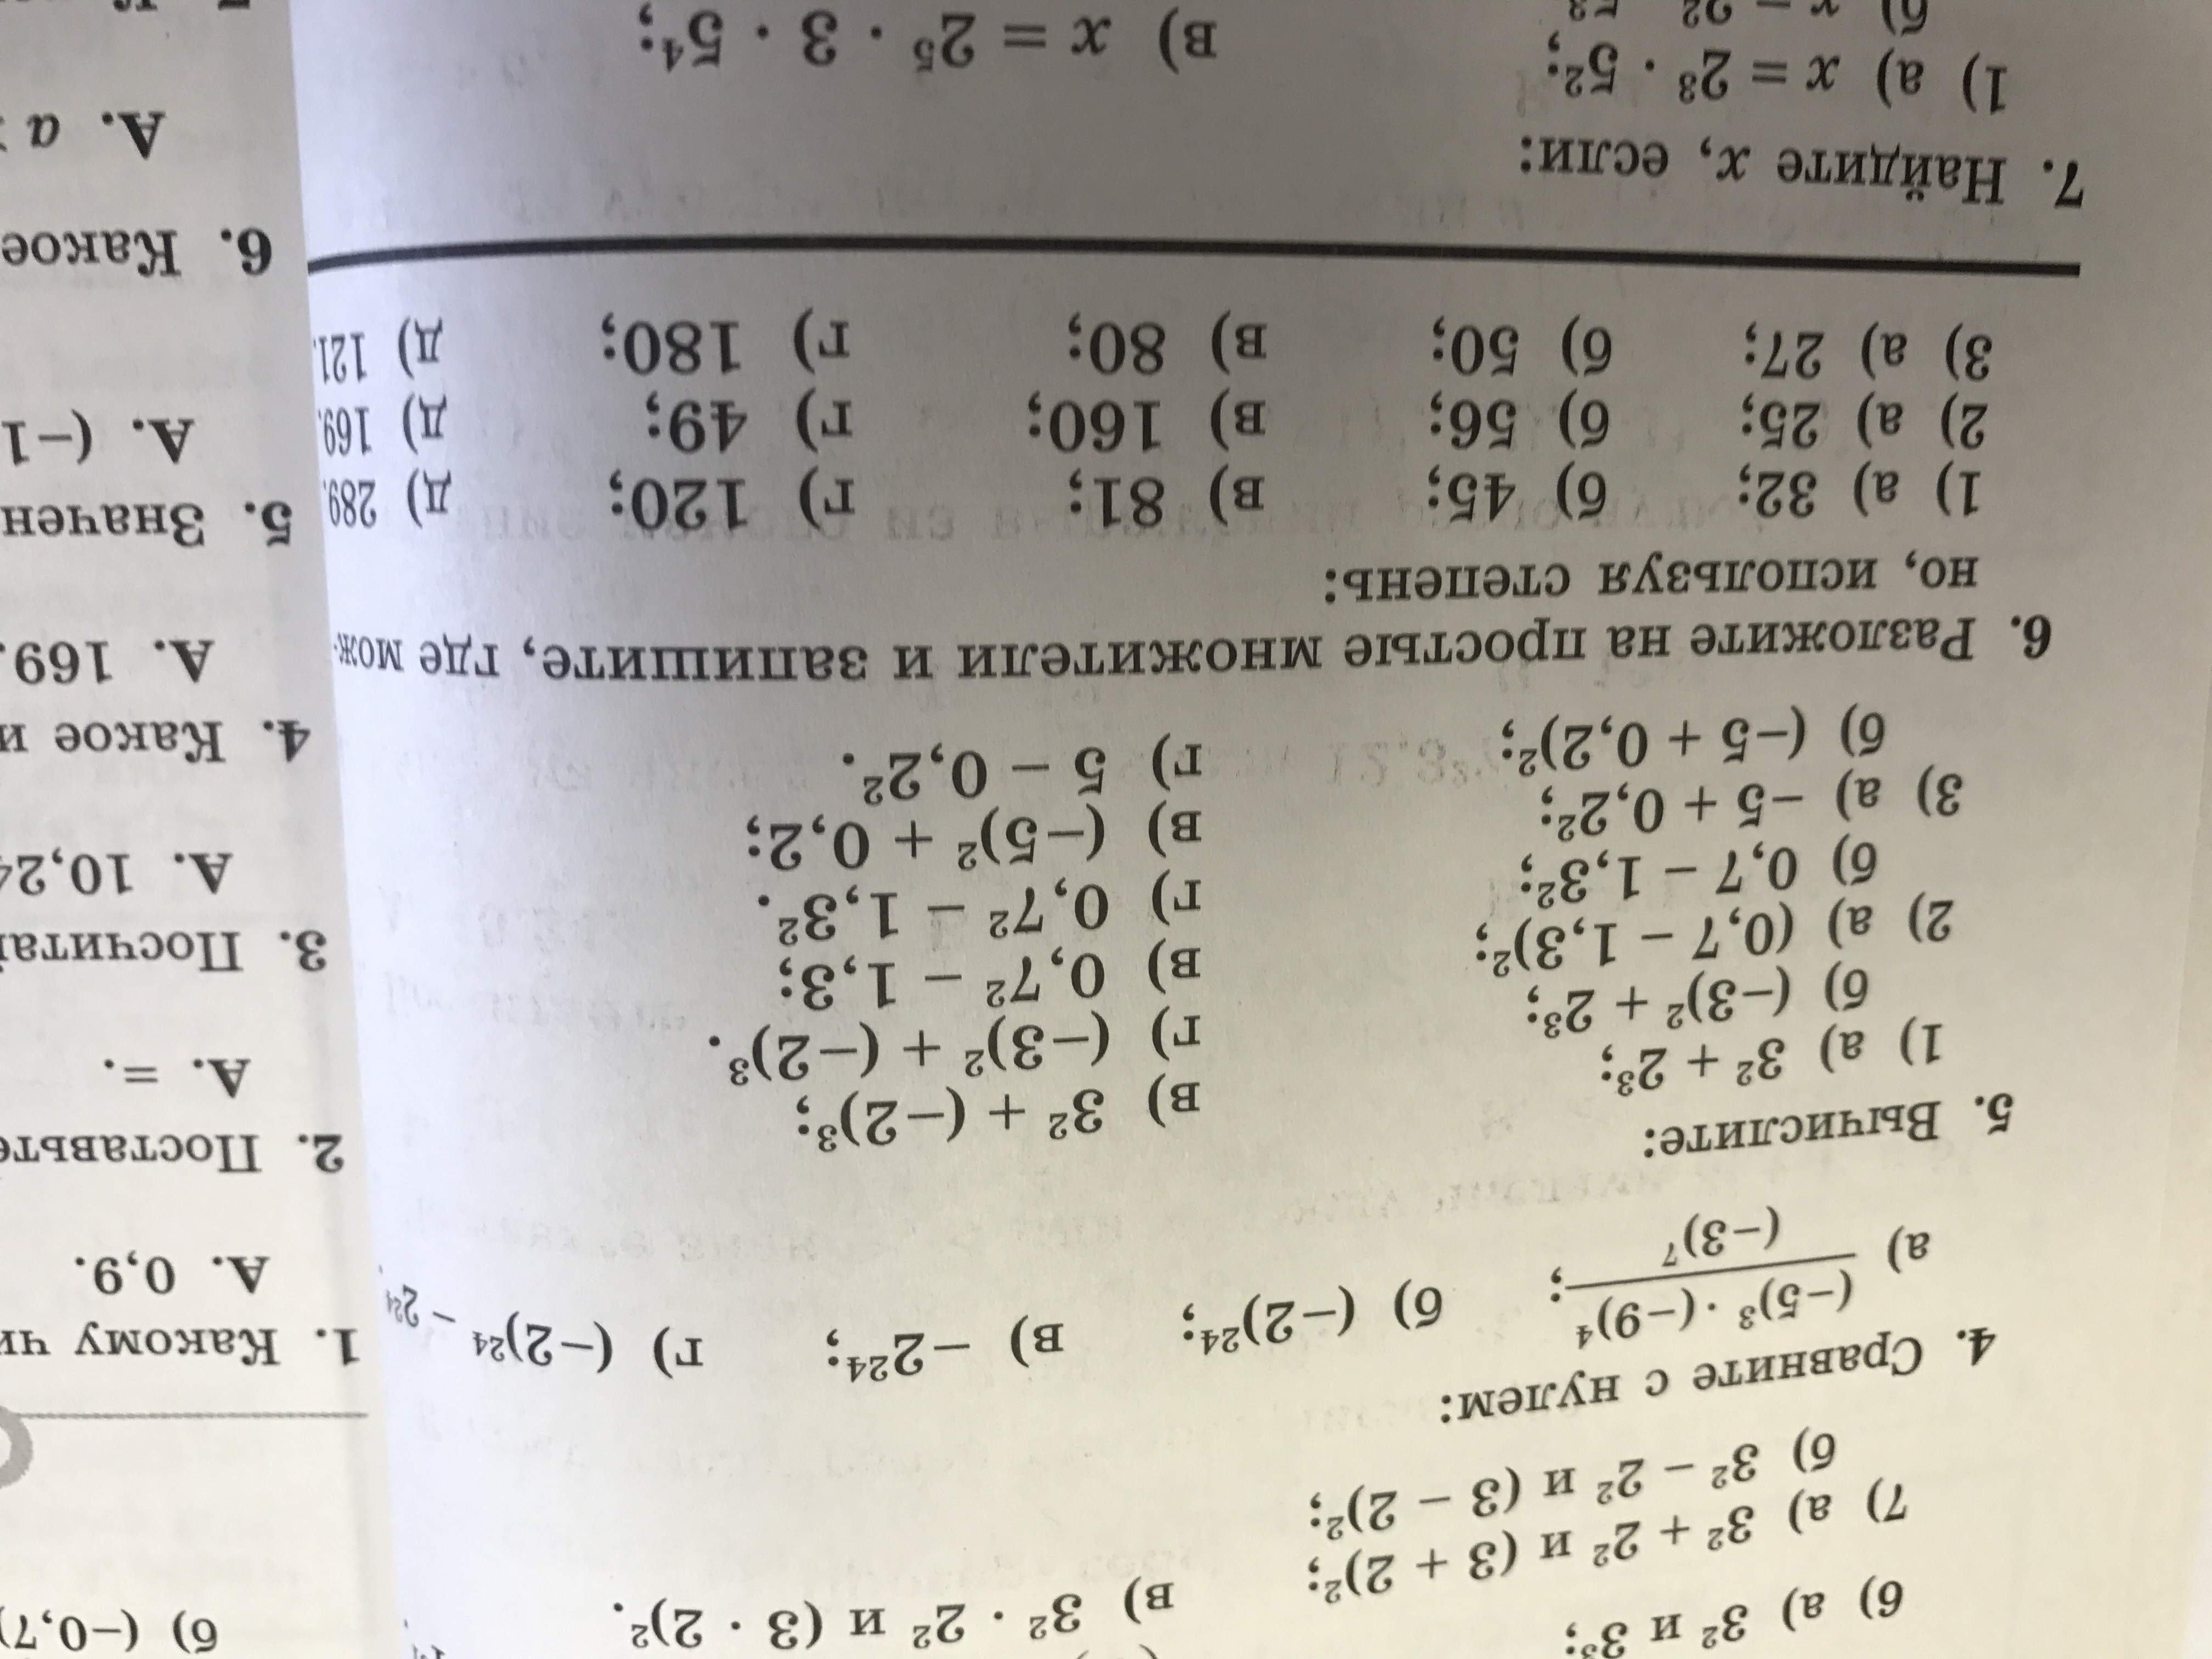 6) а) 3² и 3³;
7) а) 3² + 2² и (3 + 2)²;
б) 3² − 2² и (3 − 2)²;
в) 3² · 2² и (3 · 2)².
4. Сравните с нулем:
а) (−5)³ · (−9)⁴ / (−3)⁷; б) (−2)²⁴; в) −2²⁴; г) (−2)²⁴ − 2²⁴.
5. Вычислите:
1) а) 3² + 2³;
б) (−3)² + 2³;
в) 3² + (−2)³;
г) (−3)² + (−2)³.
2) а) (0,7 − 1,3)²;
б) 0,7 − 1,3²;
в) 0,7² − 1,3;
г) 0,7² − 1,3².
3) а) −5 + 0,2²;
б) (−5 + 0,2)²;
в) (−5)² + 0,2;
г) 5 − 0,2².
6. Разложите на простые множители и запишите, где мож-
но, используя степень:
1) а) 32; б) 45; в) 81; г) 120; д) 289.
2) а) 25; б) 56; в) 160; г) 49; д) 169.
3) а) 27; б) 50; в) 80; г) 180; д) 121.
7. Найдите x, если:
1) а) x = 2³ · 5²;
в) x = 2⁵ · 3 · 5⁴;
б) (−0,7)
1. Какому
А. 0,9.
2. Поставьте
А. =.
3.
А. 10,24
4. Какое
А. 169.
5.
А. (−1
6. Какое
А. a